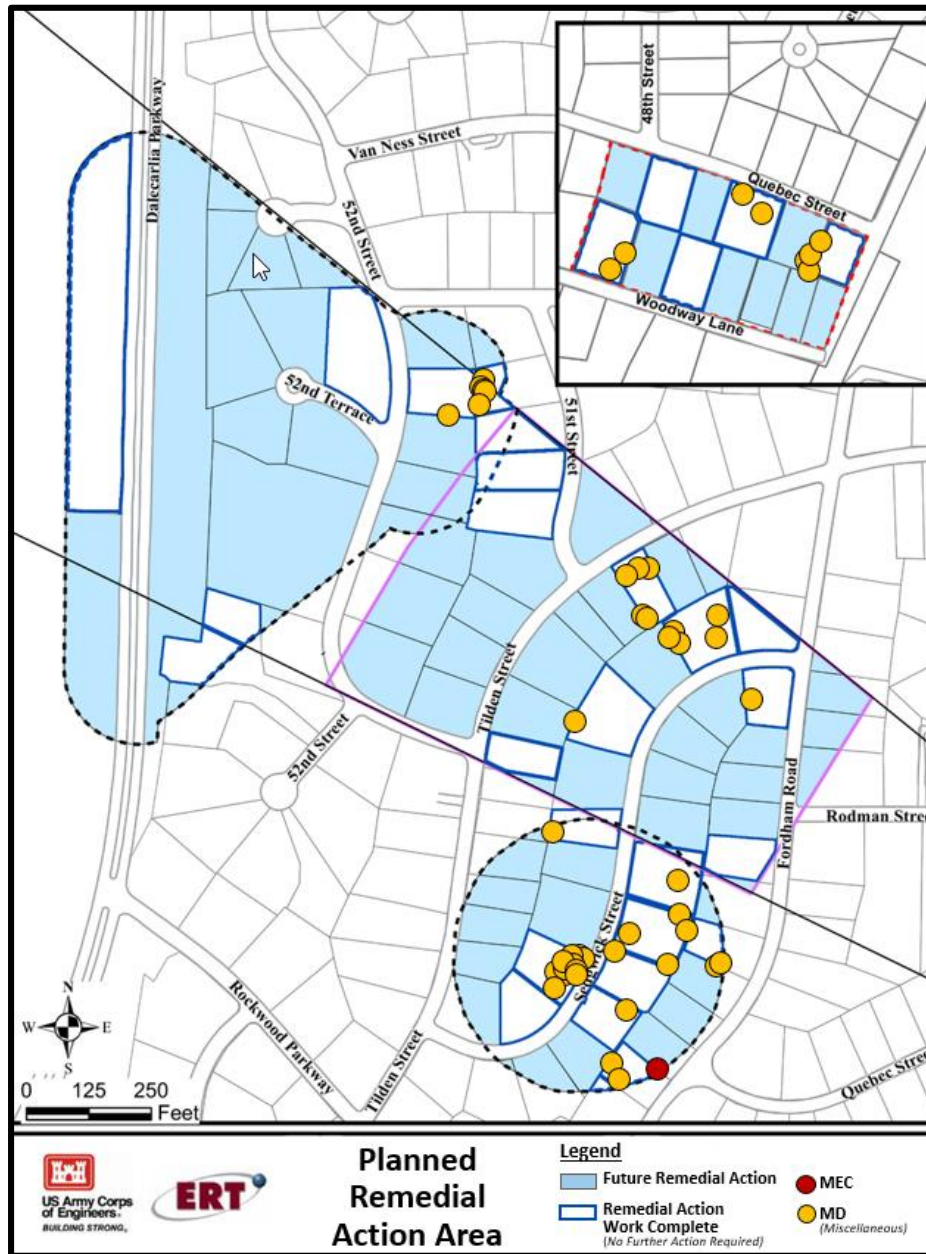 Dalecarlia Parkway
Van Ness Street
52nd Street
48th Street
Quebec Street
Woodway Lane
52nd Terrace
51st Street
Tilden Street
52nd Street
Fordham Road
Rodman Stree
Sedgwick Street
Rockwood Parkway
Tilden Street
Quebec Stree
N
W
E
S
0 125 250
Feet
US Army Corps
of Engineers®
BUILDING STRONG®
ERT
Planned
Remedial
Action Area
Legend
Future Remedial Action
Remedial Action
Work Complete
(No Further Action Required)
MEC
MD
(Miscellaneous)